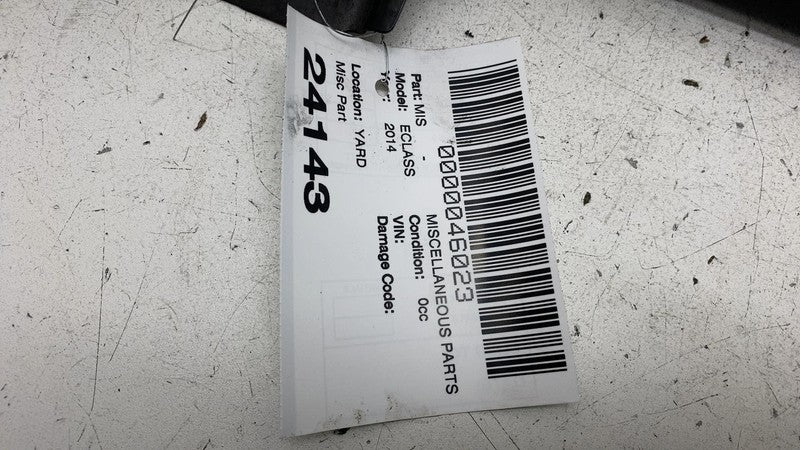 0000046023
Part: MIS - MISCELLANEOUS PARTS
Model: ECLASS Condition: 0cc
Year: 2014 VIN:
Damage Code:
Location: YARD
Misc Part
24143